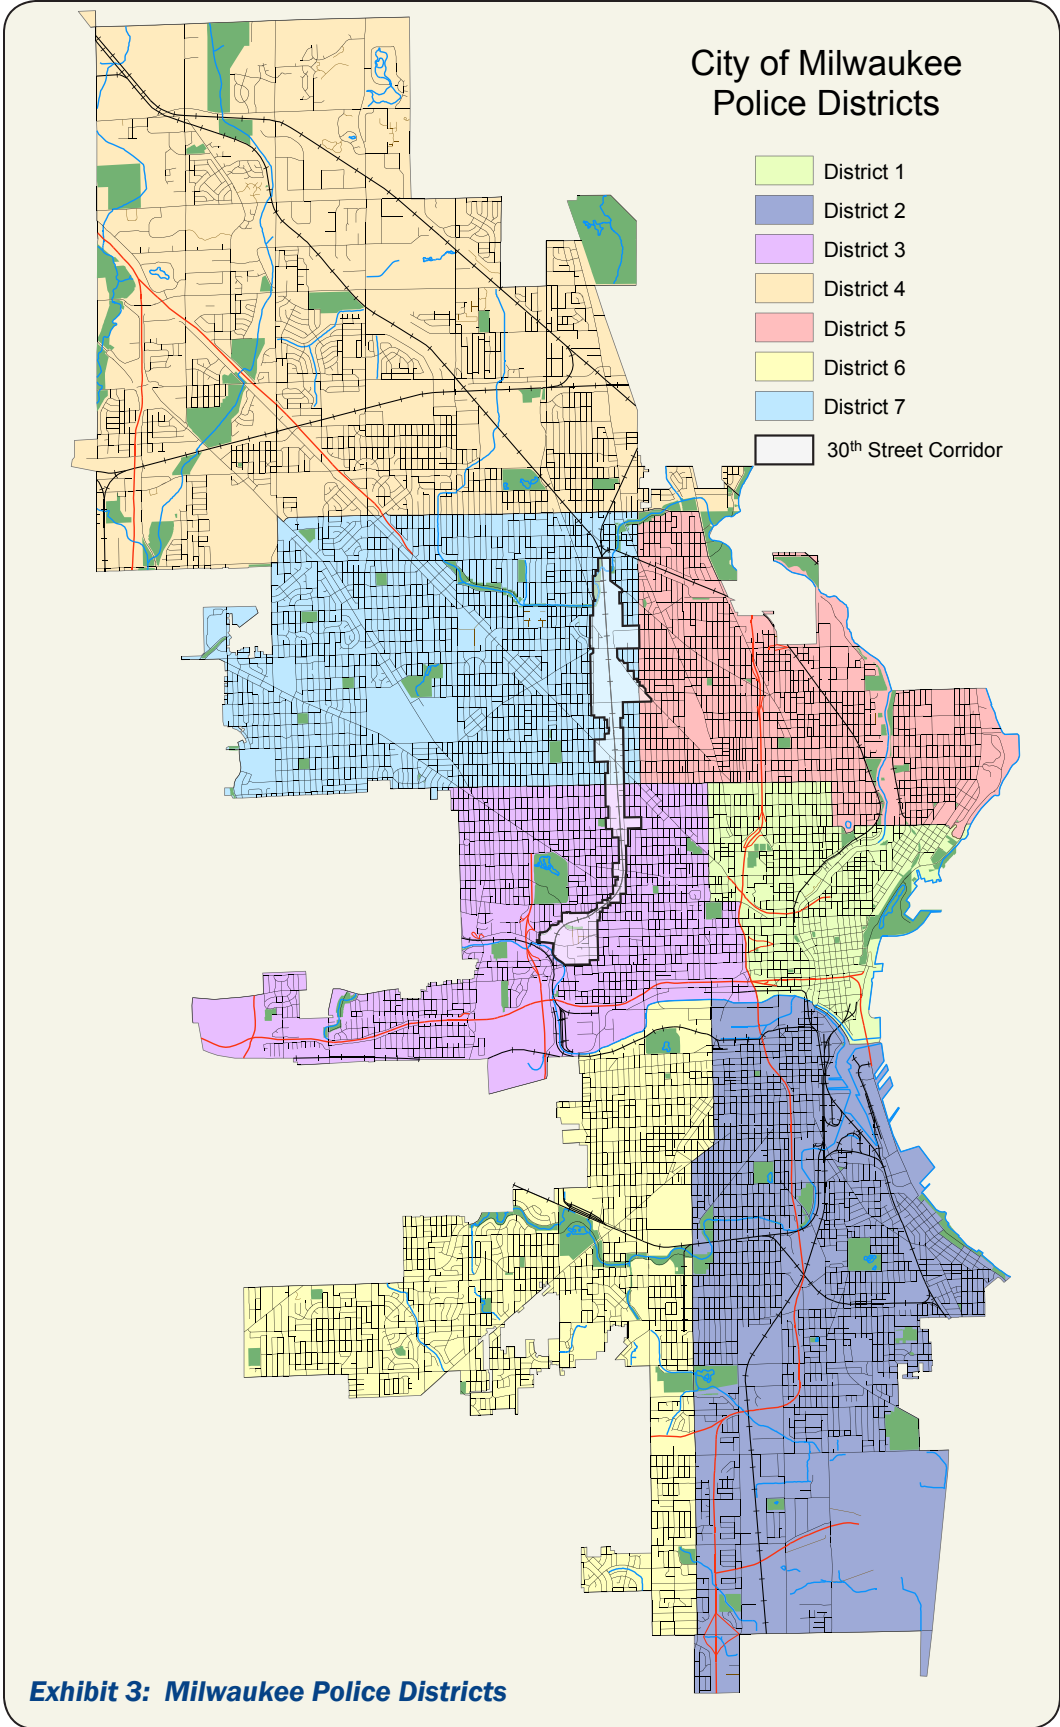 City of Milwaukee
Police Districts
District 1
District 2
District 3
District 4
District 5
District 6
District 7
30th Street Corridor
Exhibit 3: Milwaukee Police Districts